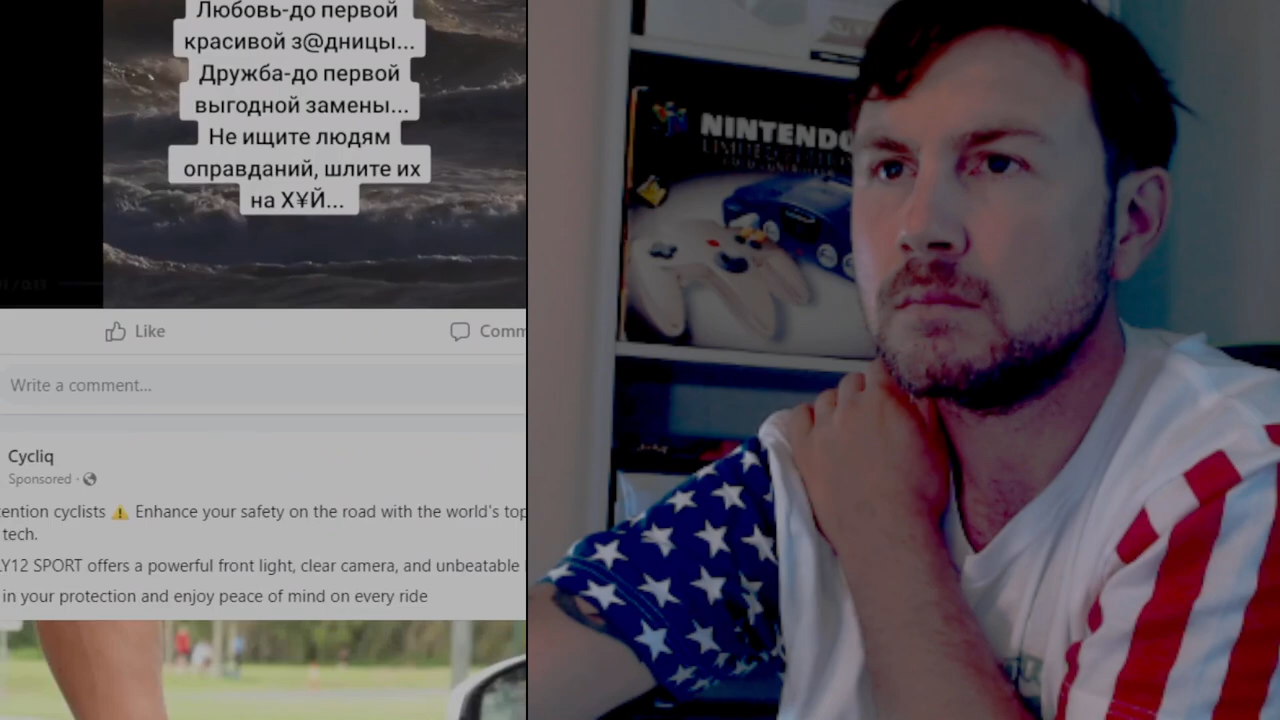 Любовь-до первой
красивой з@дницы...
Дружба-до первой
выгодной замены...
Не ищите людям
оправданий, шлите их
на Х¥Й...
Like
Comm
Write a comment...
Cycliq
Sponsored ·
ention cyclists ⚠ Enhance your safety on the road with the world's top
tech.
Y12 SPORT offers a powerful front light, clear camera, and unbeatable
in your protection and enjoy peace of mind on every ride
NINTENDO